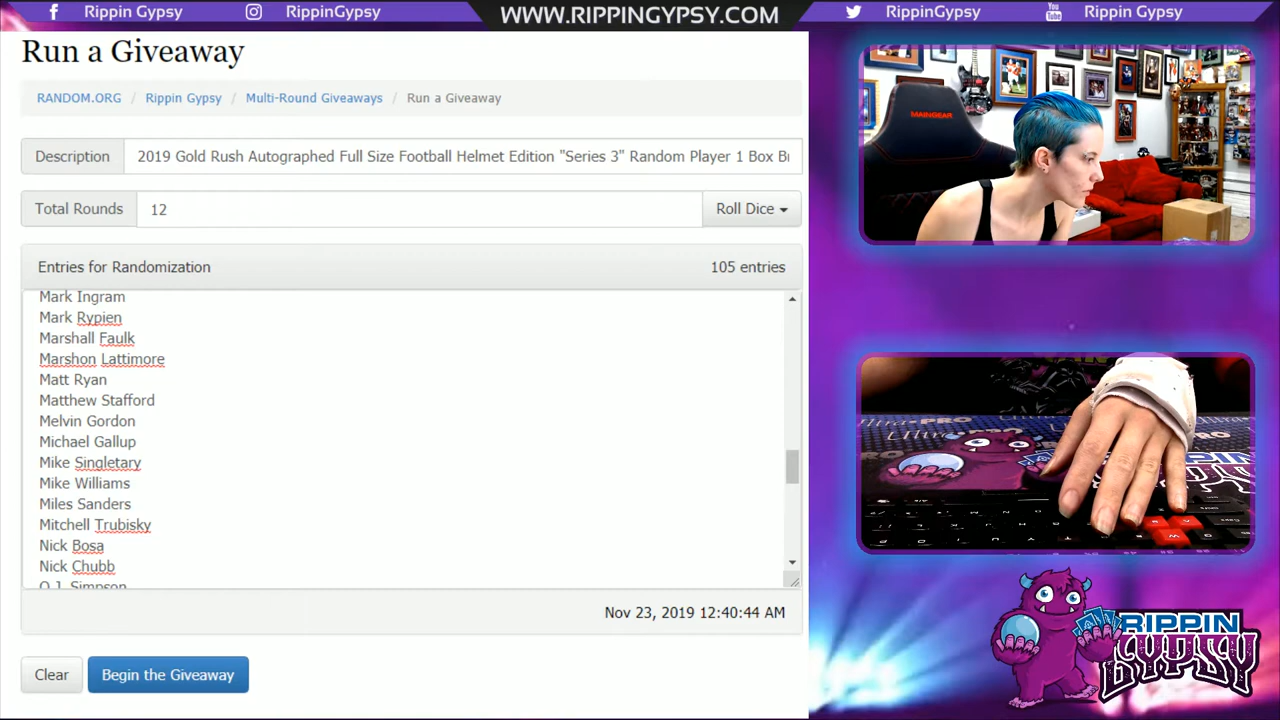 Rippin Gypsy RippinGypsy WWW.RIPPINGYPSY.COM RippinGypsy You Tube Rippin Gypsy
Run a Giveaway
RANDOM.ORG / Rippin Gypsy / Multi-Round Giveaways / Run a Giveaway
MAINGEAR
Description 2019 Gold Rush Autographed Full Size Football Helmet Edition "Series 3" Random Player 1 Box
Total Rounds 12 Roll Dice
Entries for Randomization 105 entries
Mark Ingram
Mark Rypien
Marshall Faulk
Marshon Lattimore
Matt Ryan
Matthew Stafford
Melvin Gordon
Michael Gallup
Mike Singletary
Mike Williams
Miles Sanders
Mitchell Trubisky
Nick Bosa
Nick Chubb
O.J. Simpson
Nov 23, 2019 12:40:44 AM
Clear Begin the Giveaway
RIPPIN
GYPSY